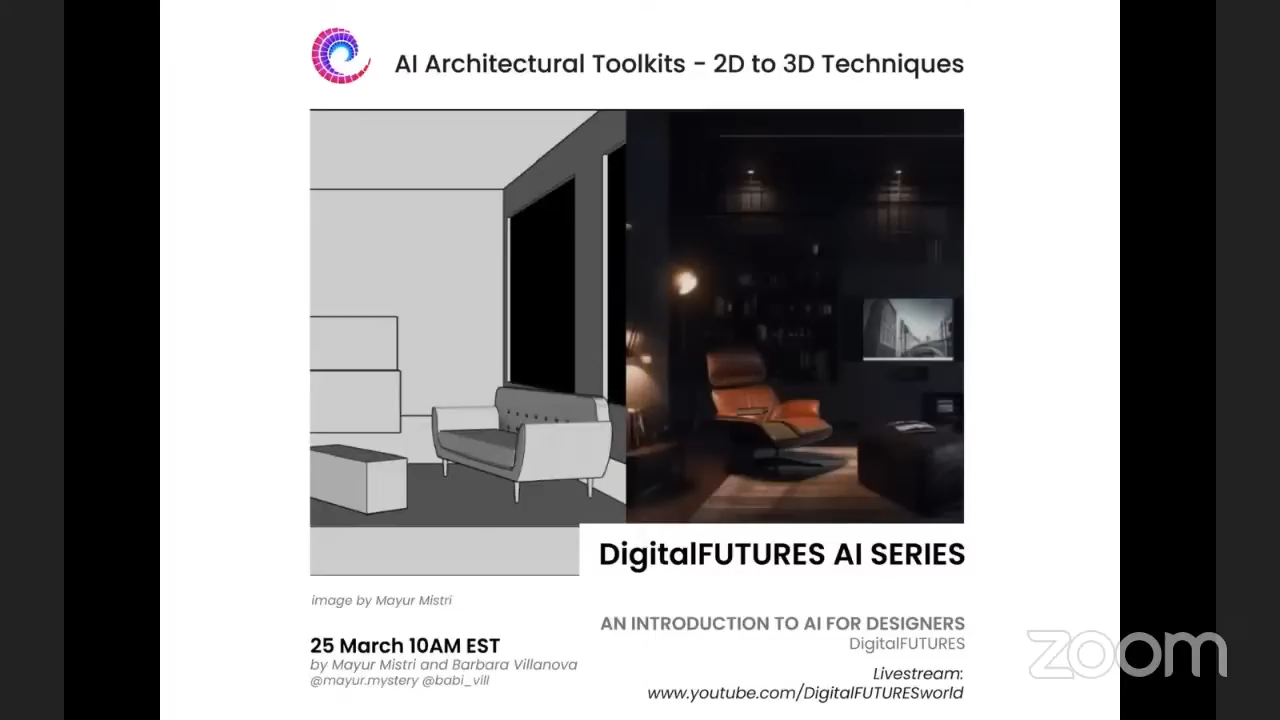 AI Architectural Toolkits - 2D to 3D Techniques
DigitalFUTURES AI SERIES
image by Mayur Mistri
25 March 10AM EST
by Mayur Mistri and Barbara Villanova
@mayur.mystery @babi_vill
AN INTRODUCTION TO AI FOR DESIGNERS
DigitalFUTURES
Livestream:
www.youtube.com/DigitalFUTURESworld
zoom